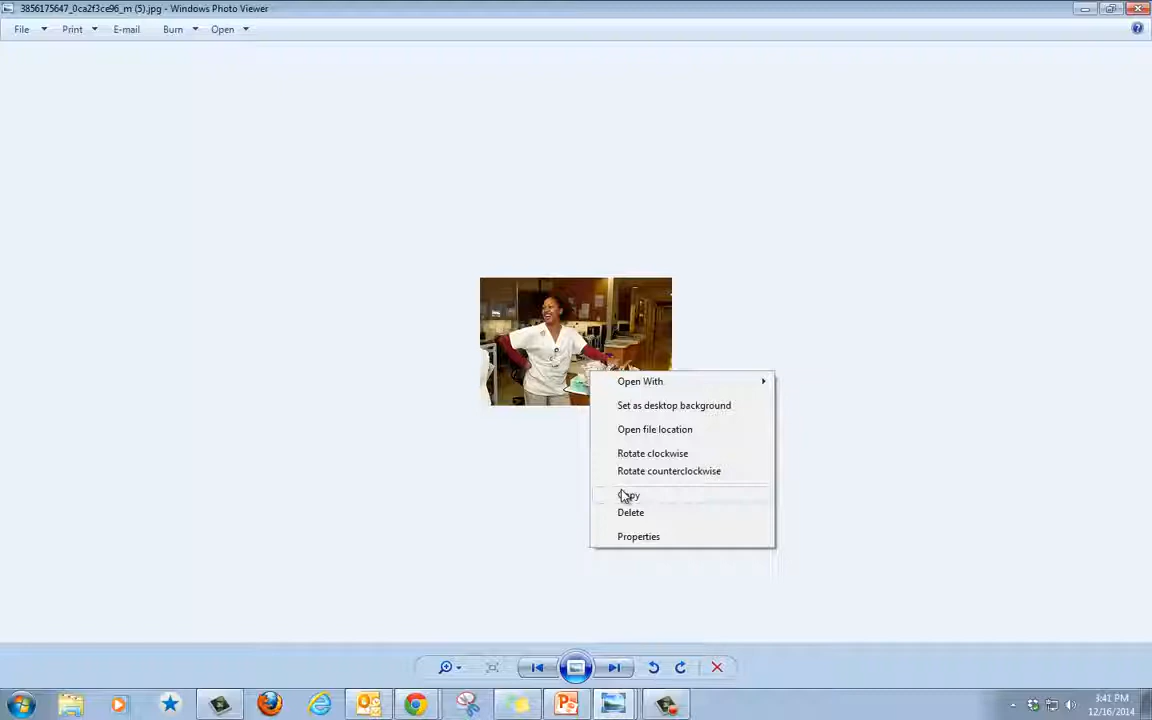 3856175647_0ca2f3ce96_m (5).jpg - Windows Photo Viewer
File Print E-mail Burn Open
Open With
Set as desktop background
Open file location
Rotate clockwise
Rotate counterclockwise
Copy
Delete
Properties
3:41 PM
12/16/2014